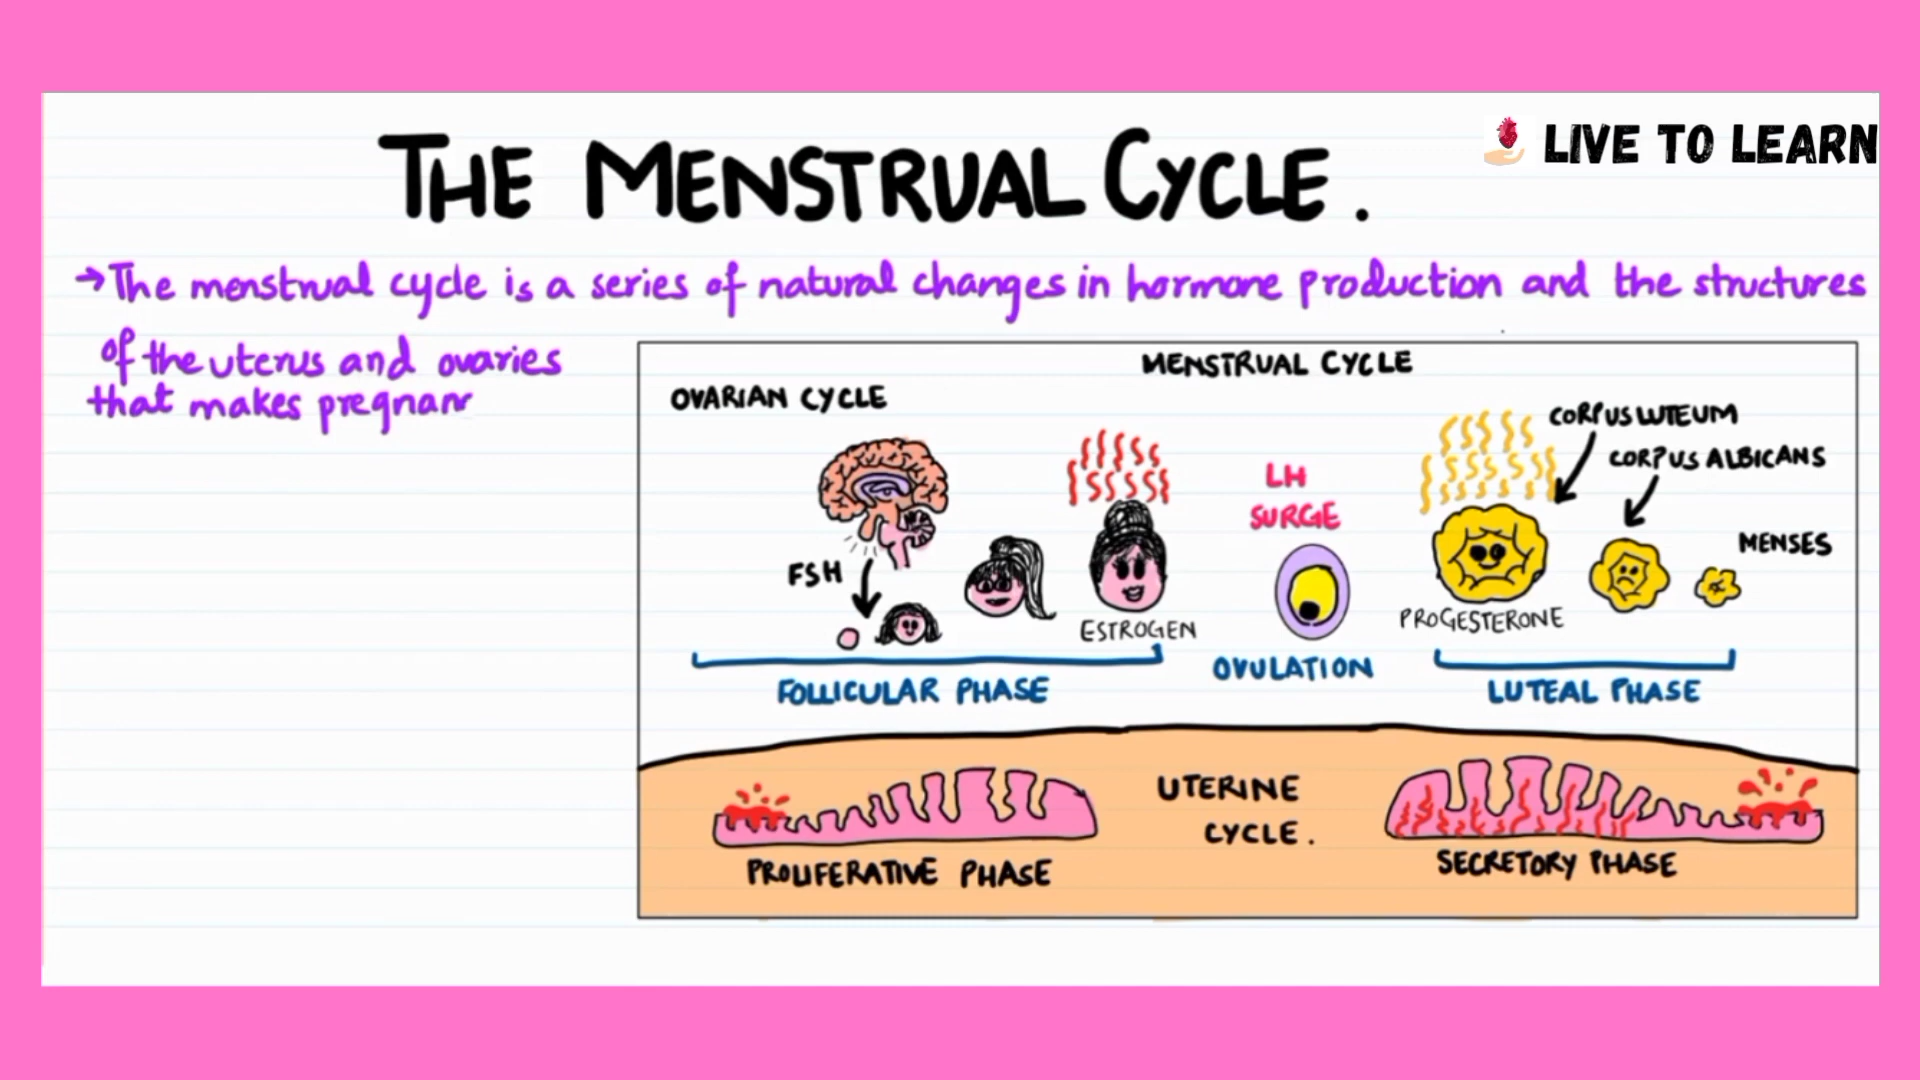 LIVE TO LEARN
THE MENSTRUAL CYCLE.
→ The menstrual cycle is a series of natural changes in hormone production and the structures
of the uterus and ovaries
that makes pregnan
MENSTRUAL CYCLE
OVARIAN CYCLE
CORPUS LUTEUM
CORPUS ALBICANS
LH
SURGE
MENSES
FSH
ESTROGEN
PROGESTERONE
OVULATION
FOLLICULAR PHASE
LUTEAL PHASE
UTERINE
CYCLE.
PROLIFERATIVE PHASE
SECRETORY PHASE